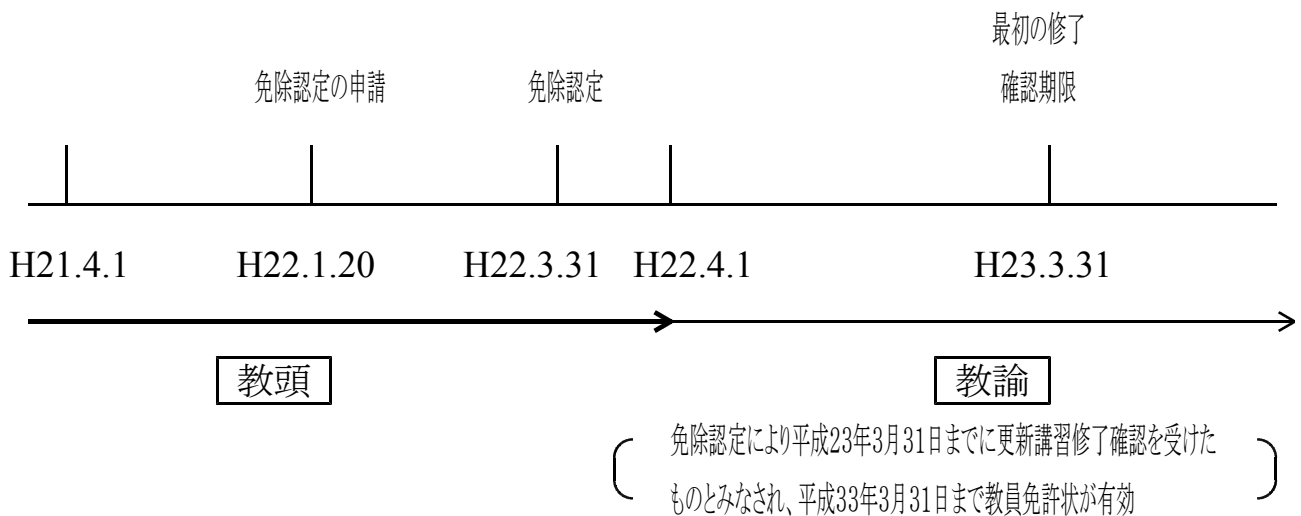 最初の修了
免除認定の申請 免除認定 確認期限
H21.4.1 H22.1.20 H22.3.31 H22.4.1 H23.3.31
教頭 教諭
免除認定により平成23年3月31日までに更新講習修了確認を受けた
ものとみなされ、平成33年3月31日まで教員免許状が有効